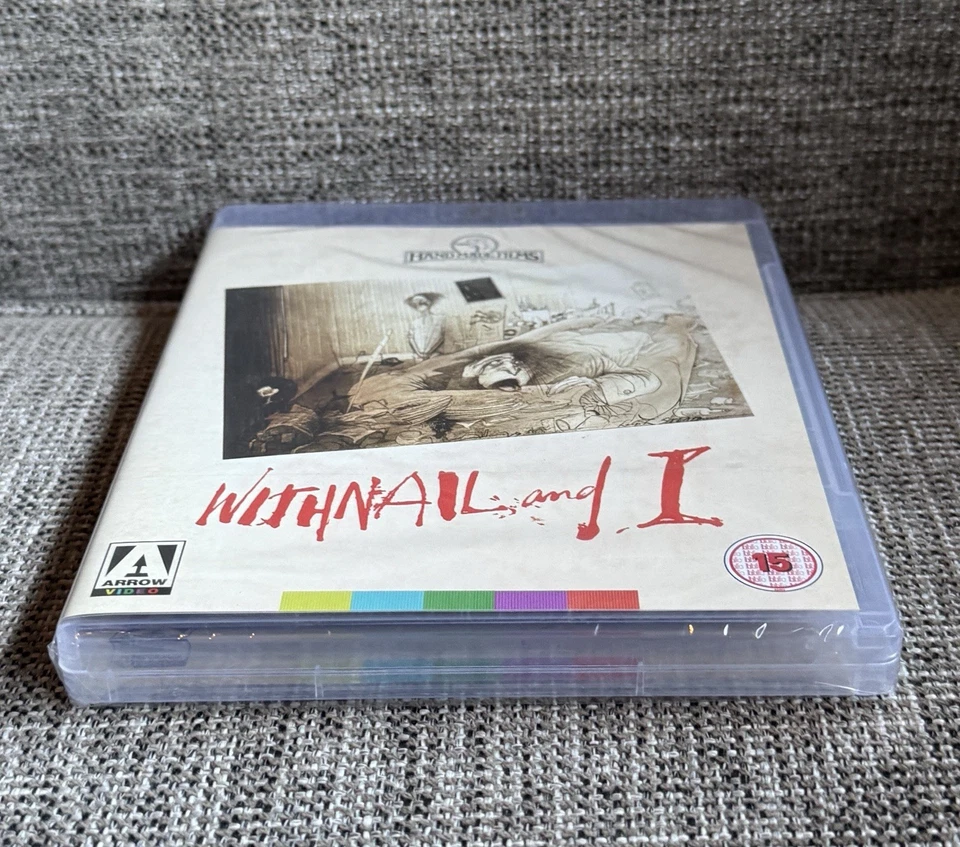 HANDMADE FILMS
WITHNAIL and I
ARROW
VIDEO
15